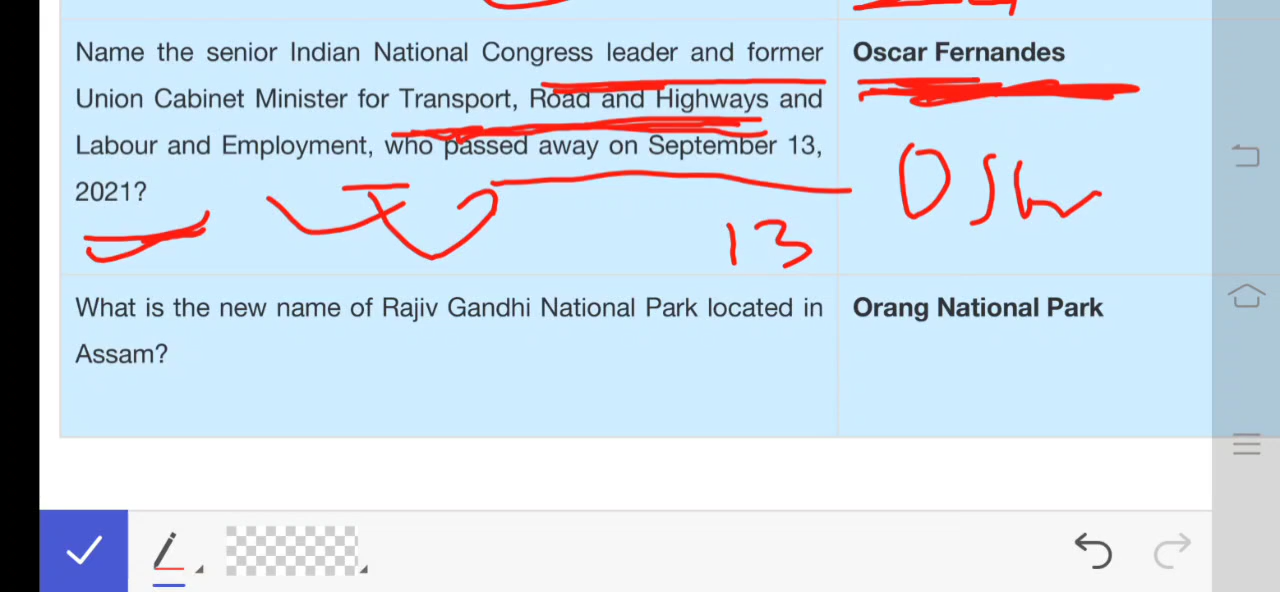 Name the senior Indian National Congress leader and former
Union Cabinet Minister for Transport, Road and Highways and
Labour and Employment, who passed away on September 13,
2021?
Oscar Fernandes
13
What is the new name of Rajiv Gandhi National Park located in
Assam?
Orang National Park